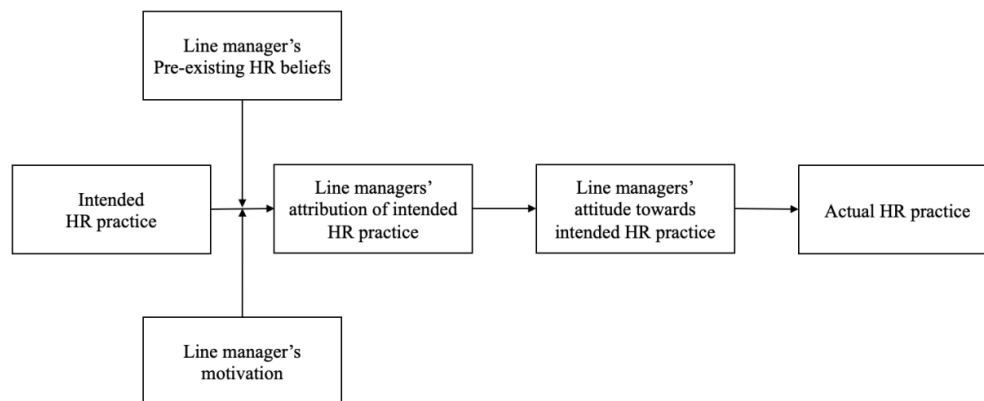 Line manager's
Pre-existing HR beliefs
Intended
HR practice
Line managers'
attribution of intended
HR practice
Line managers'
attitude towards
intended HR practice
Actual HR practice
Line manager's
motivation